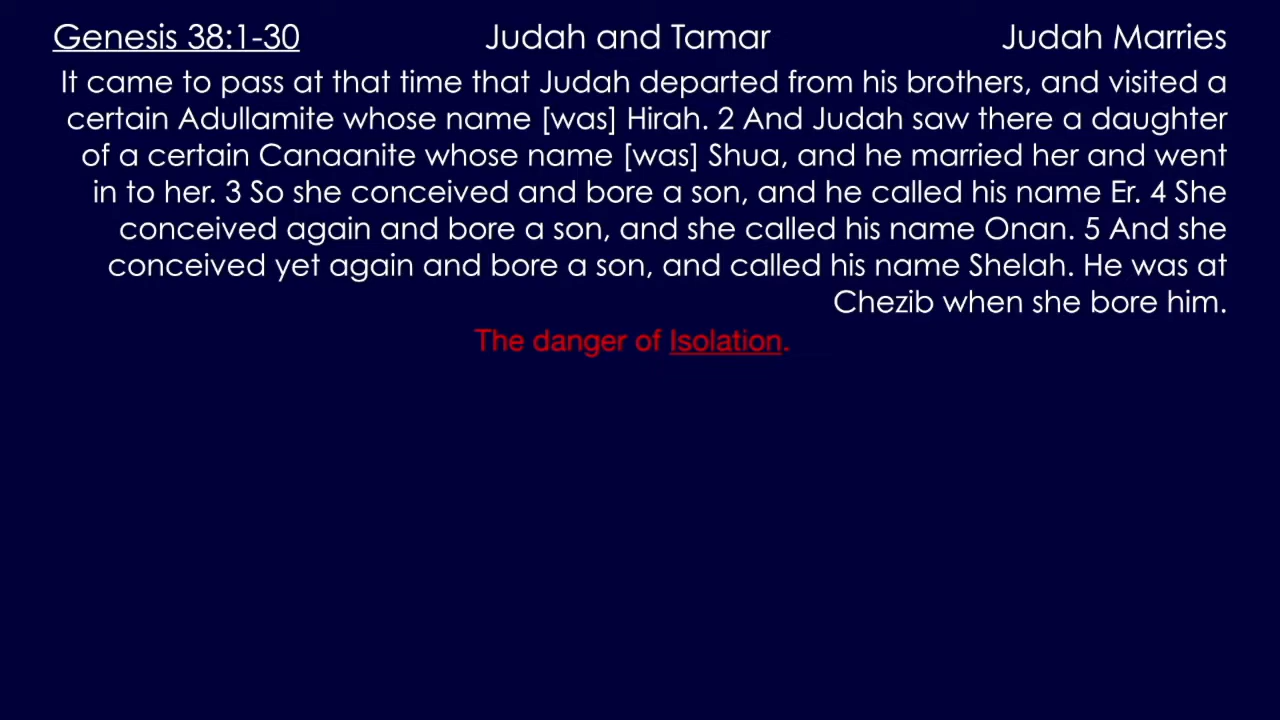 Genesis 38:1-30 Judah and Tamar Judah Marries
It came to pass at that time that Judah departed from his brothers, and visited a
certain Adullamite whose name [was] Hirah. 2 And Judah saw there a daughter
of a certain Canaanite whose name [was] Shua, and he married her and went
in to her. 3 So she conceived and bore a son, and he called his name Er. 4 She
conceived again and bore a son, and she called his name Onan. 5 And she
conceived yet again and bore a son, and called his name Shelah. He was at
Chezib when she bore him.
The danger of Isolation.